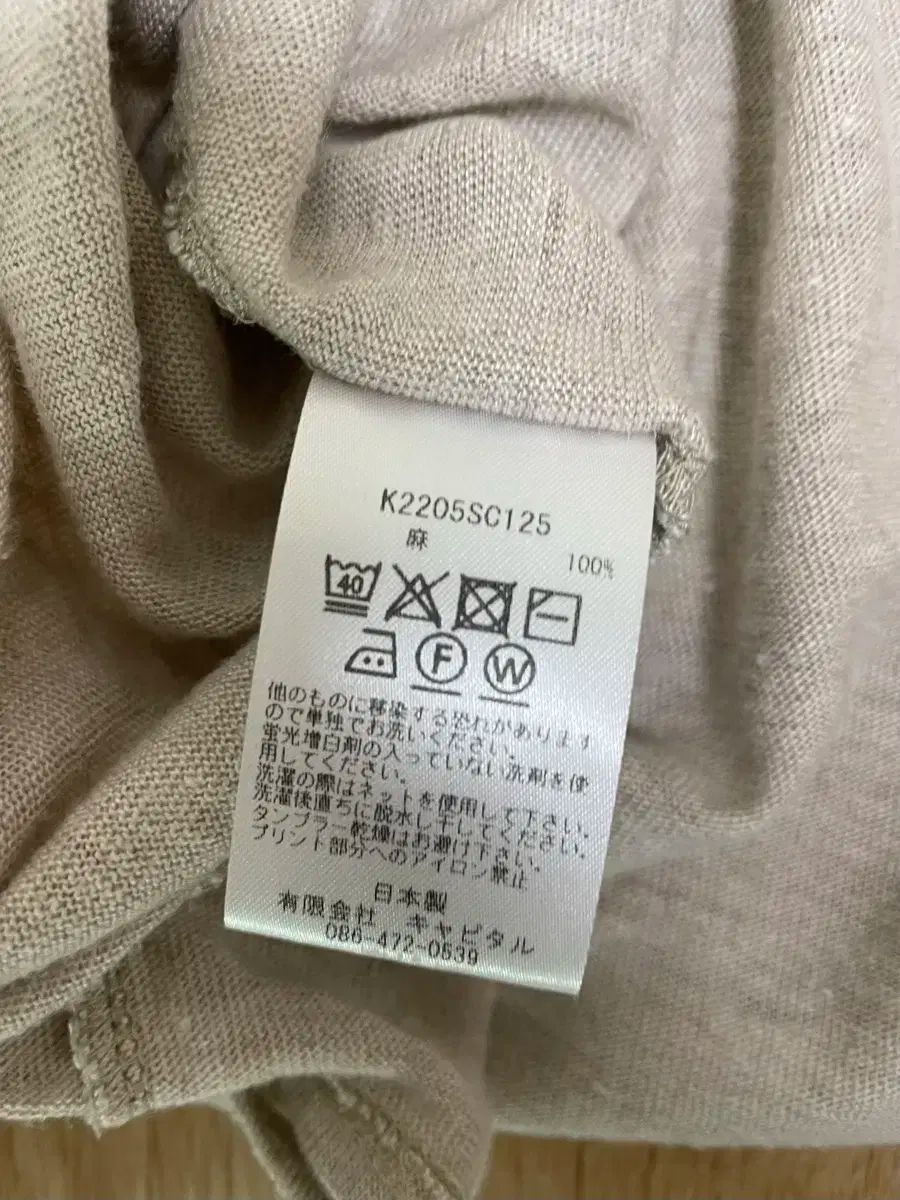 K2205SC125
麻 100%
40
F W
他のものに移染する恐れがあります
ので単独でお洗いください。
蛍光増白剤の入っていない洗剤を使
用してください。
洗濯の際はネットを使用して下さい。
洗濯後直ちに脱水し干してください。
タンブラー乾燥はお避け下さい。
プリント部分へのアイロン禁止
日本製
有限会社 キャピタル
086-472-0539